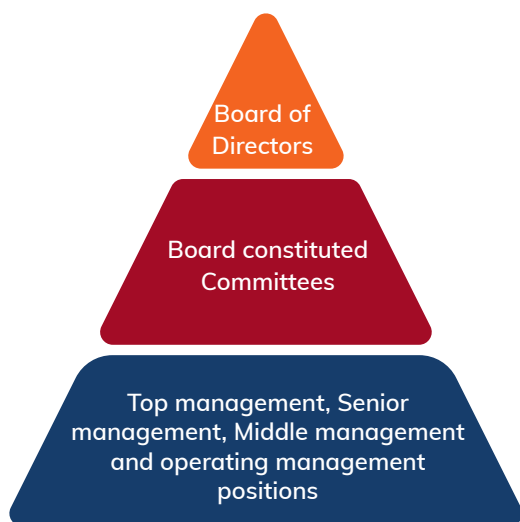 Board of
Directors
Board constituted
Committees
Top management, Senior
management, Middle management
and operating management
positions